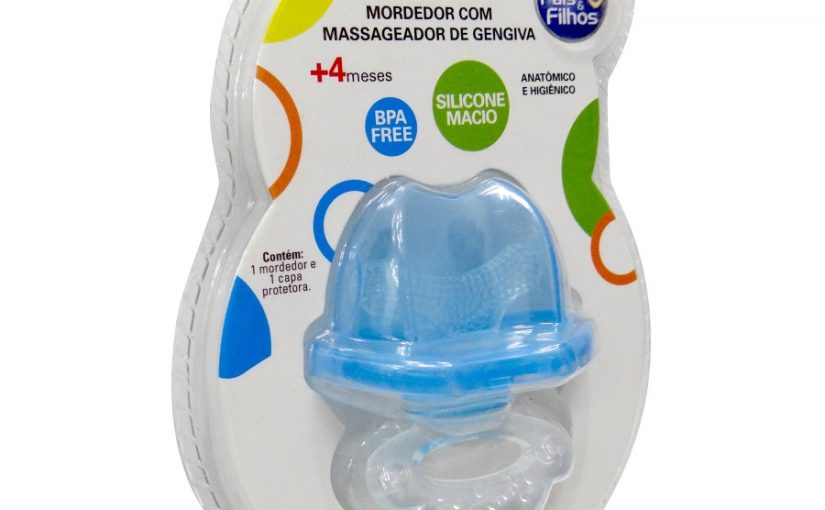 Pais &
Filhos
MORDEDOR COM
MASSAGEADOR DE GENGIVA
+4meses
BPA
FREE
SILICONE
MACIO
ANATÔMICO
E HIGIÊNICO
Contém:
1 mordedor e
1 capa
protetora.